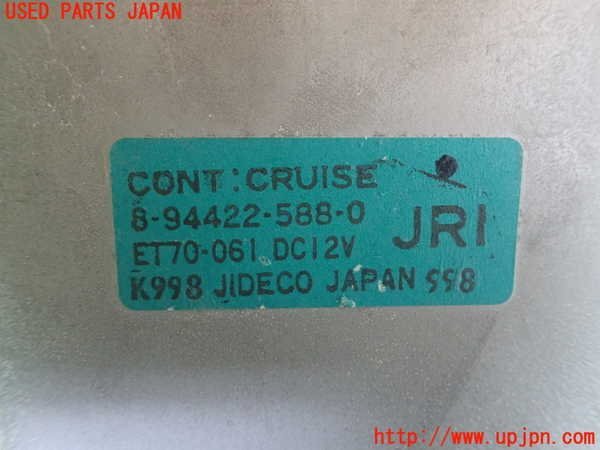 USED PARTS JAPAN
CONT:CRUISE
8-94422-588-0
JR1
ET70-061 DC12V
K998 JIDECO JAPAN 998
http://www.upjpn.com/